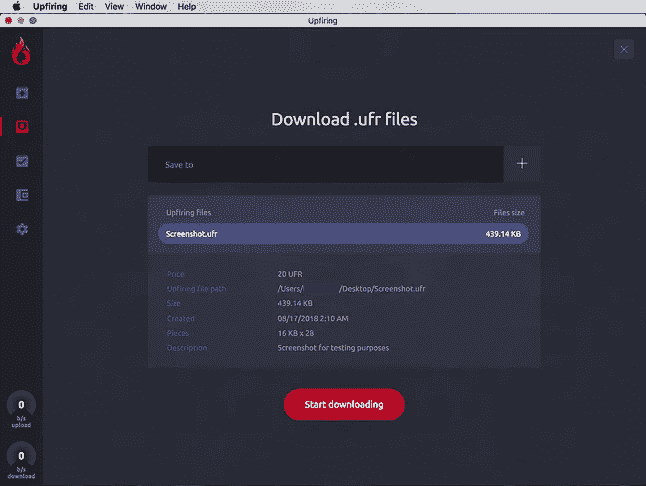 Upfiring Edit View Window Help
Upfiring
Download .ufr files
Save to +
Upfiring files Files size
Screenshot.ufr 439.14 KB
Price 20 UFR
Upfiring file path /Users/ /Desktop/Screenshot.ufr
Size 439.14 KB
Created 08/17/2018 2:10 AM
Pieces 16 KB x 28
Description Screenshot for testing purposes
Start downloading
0
b/s
upload
0
b/s
download